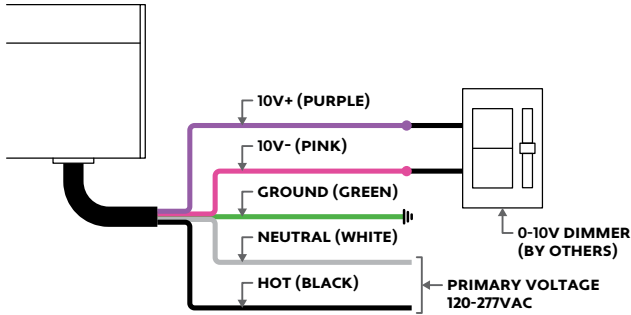 10V+ (PURPLE)
10V- (PINK)
GROUND (GREEN)
NEUTRAL (WHITE)
HOT (BLACK)
0-10V DIMMER
(BY OTHERS)
PRIMARY VOLTAGE
120-277VAC